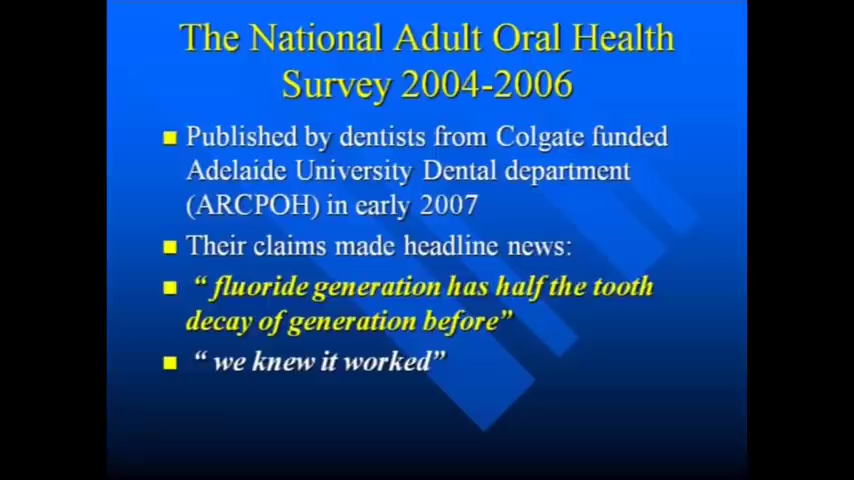 The National Adult Oral Health
Survey 2004-2006
Published by dentists from Colgate funded
Adelaide University Dental department
(ARCPOH) in early 2007
Their claims made headline news:
“ fluoride generation has half the tooth
decay of generation before”
“ we knew it worked”